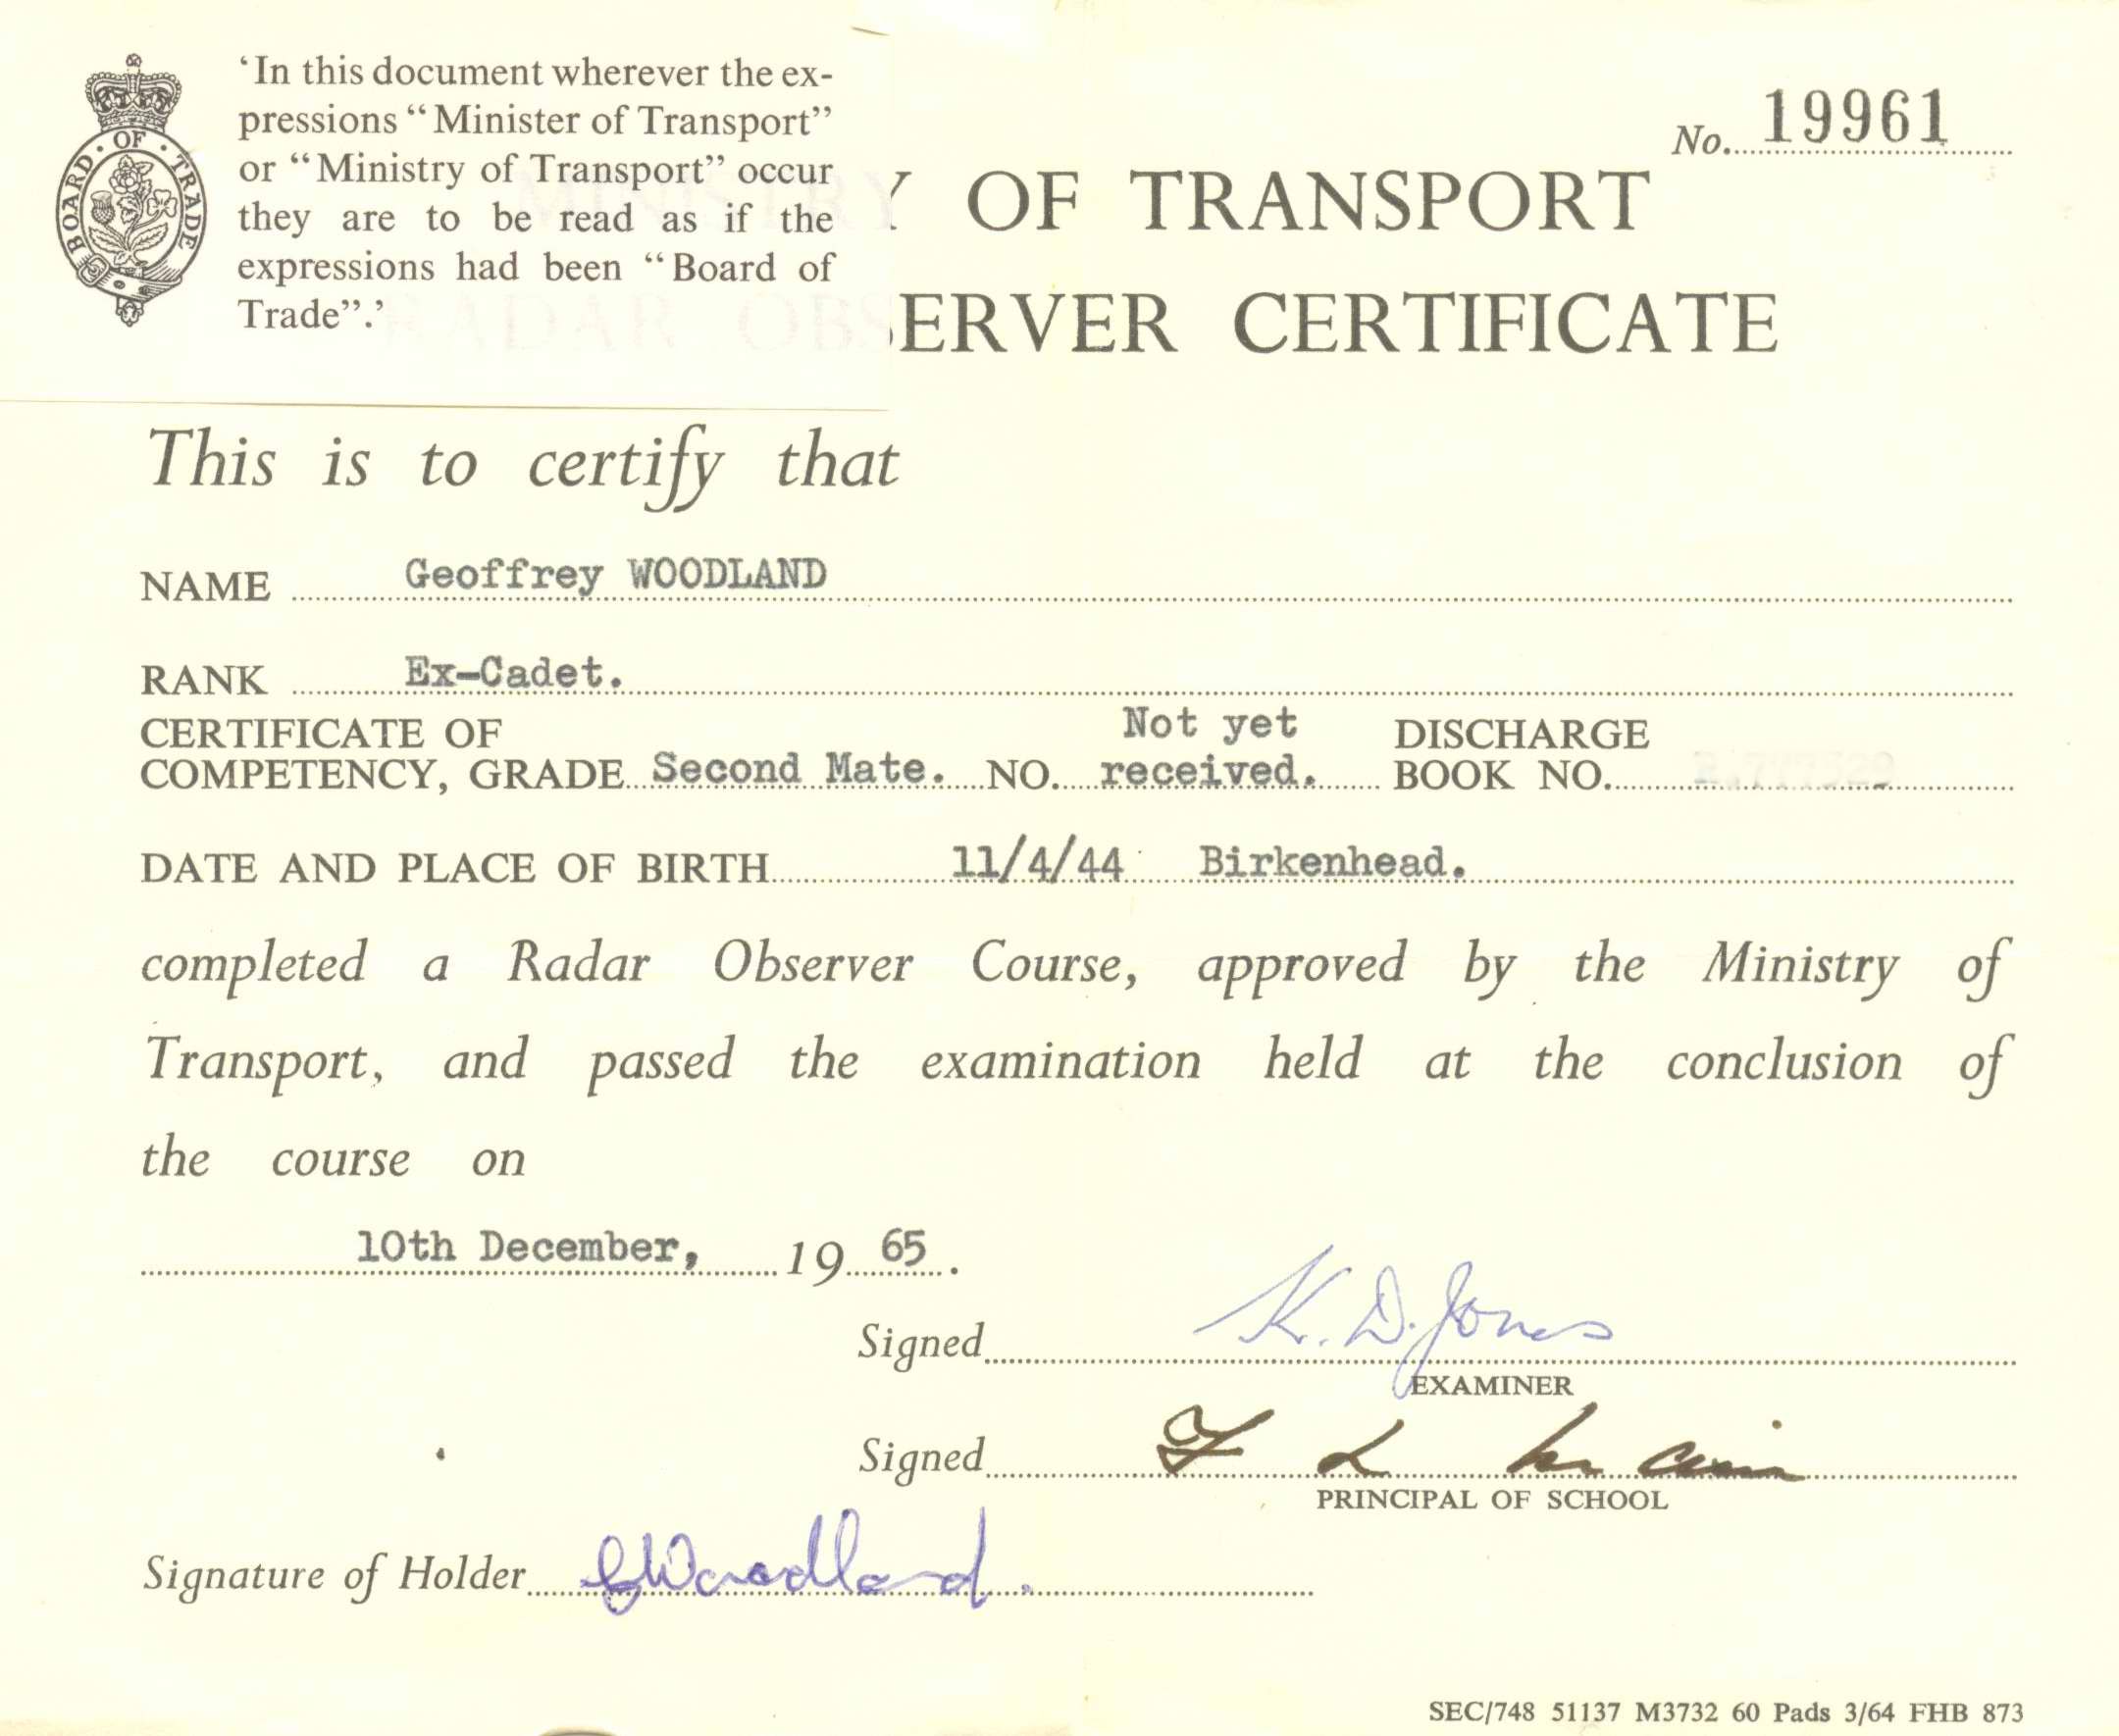 BOARD · OF · TRADE
‘In this document wherever the ex-
pressions “Minister of Transport”
or “Ministry of Transport” occur
they are to be read as if the
expressions had been “Board of
Trade”.’
No. 19961
MINISTRY OF TRANSPORT
RADAR OBSERVER CERTIFICATE
This is to certify that
NAME Geoffrey WOODLAND
RANK Ex-Cadet.
CERTIFICATE OF COMPETENCY, GRADE Second Mate. NO. Not yet received. DISCHARGE BOOK NO.
DATE AND PLACE OF BIRTH 11/4/44 Birkenhead.
completed a Radar Observer Course, approved by the Ministry of
Transport, and passed the examination held at the conclusion of
the course on
10th December, 19 65.
Signed K. D. Jones
EXAMINER
Signed
PRINCIPAL OF SCHOOL
Signature of Holder GWoodland.
SEC/748 51137 M3732 60 Pads 3/64 FHB 873